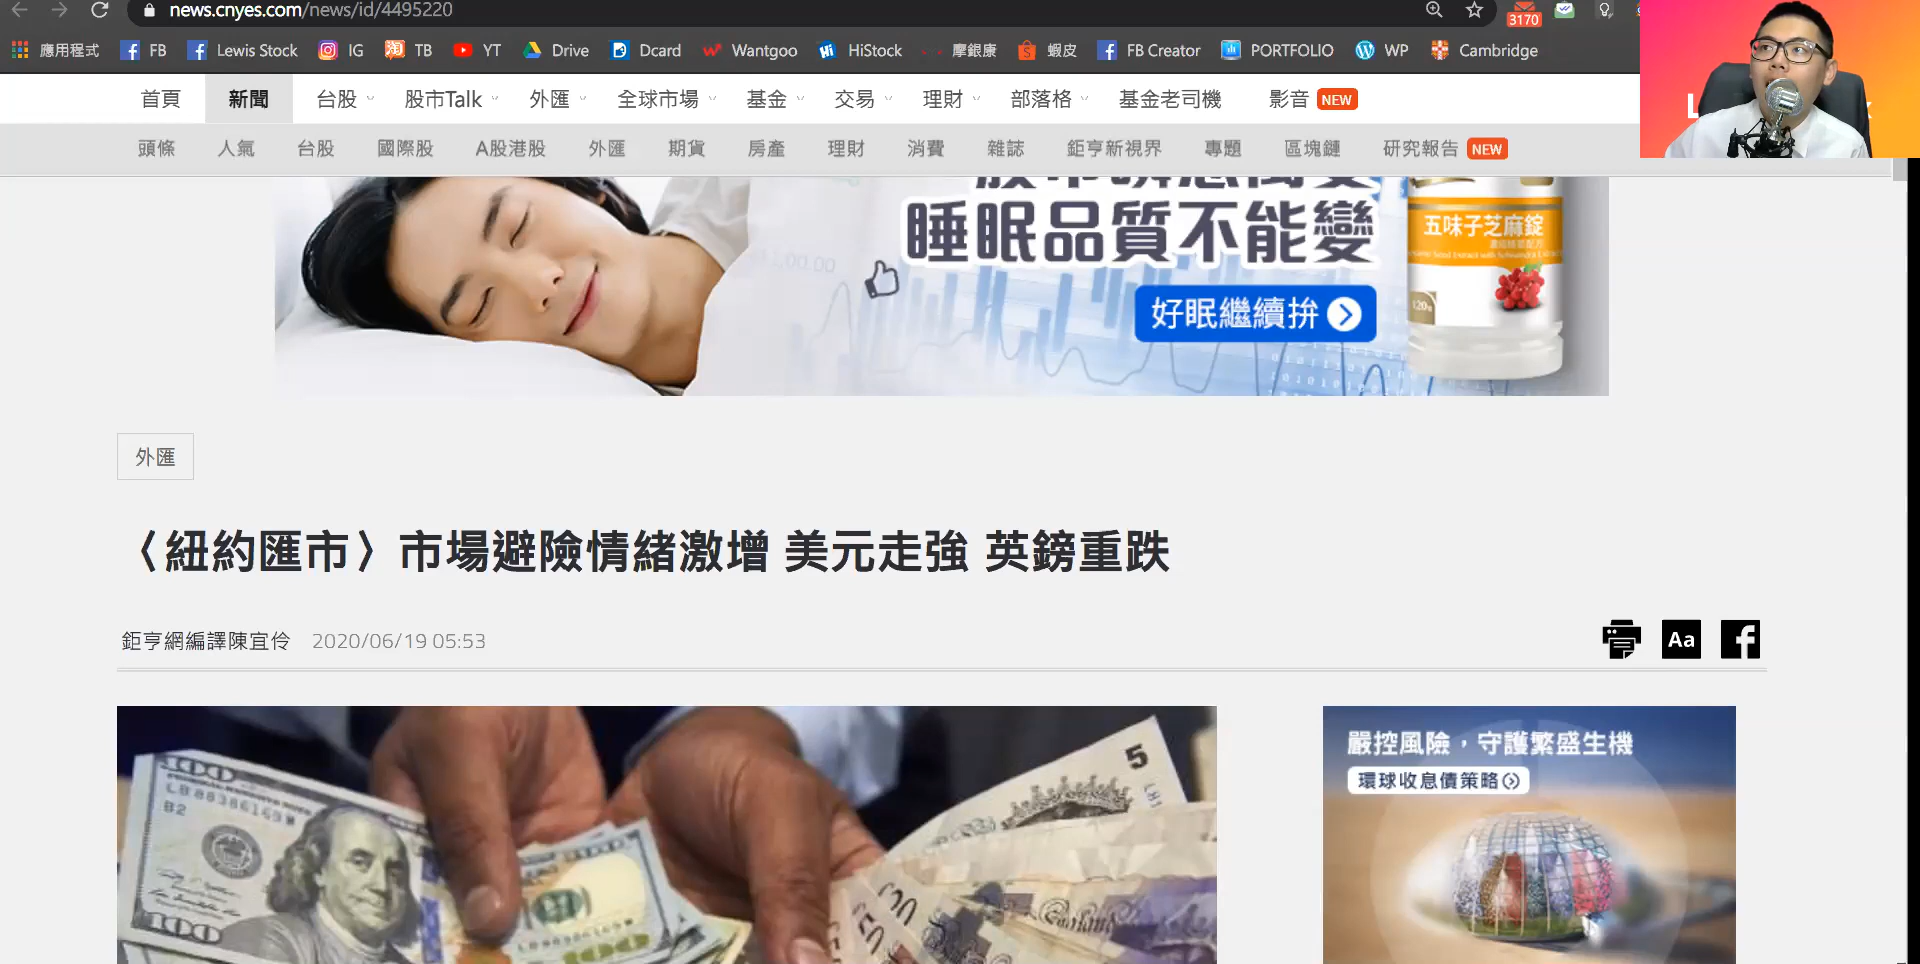 news.cnyes.com/news/id/4495220
3170
應用程式 FB Lewis Stock IG TB YT Drive Dcard Wantgoo HiStock 摩銀康 蝦皮 FB Creator PORTFOLIO WP Cambridge
首頁 新聞 台股 股市Talk 外匯 全球市場 基金 交易 理財 部落格 基金老司機 影音 NEW
頭條 人氣 台股 國際股 A股港股 外匯 期貨 房產 理財 消費 雜誌 鉅亨新視界 專題 區塊鏈 研究報告 NEW
睡眠品質不能變
好眠繼續拚
五味子芝麻錠
外匯
〈紐約匯市〉市場避險情緒激增 美元走強 英鎊重跌
鉅亨網編譯陳宜伶 2020/06/19 05:53
Aa
嚴控風險，守護繁盛生機
環球收息債策略
100
LB88386169
B2
100
100
5
50